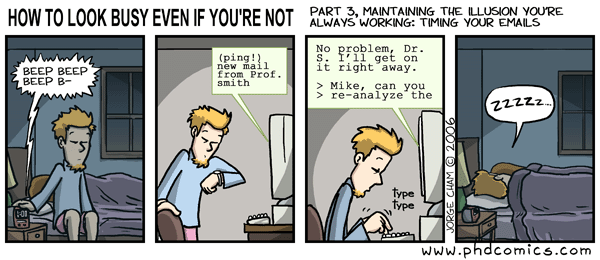 HOW TO LOOK BUSY EVEN IF YOU'RE NOT
PART 3, MAINTAINING THE ILLUSION YOU'RE
ALWAYS WORKING: TIMING YOUR EMAILS
BEEP BEEP
BEEP B-
(ping!)
new mail
from Prof.
smith
No problem, Dr.
S. I'll get on
it right away.
> Mike, can you
> re-analyze the
type
type
JORGE CHAM © 2006
ZZZZZ...
www.phdcomics.com